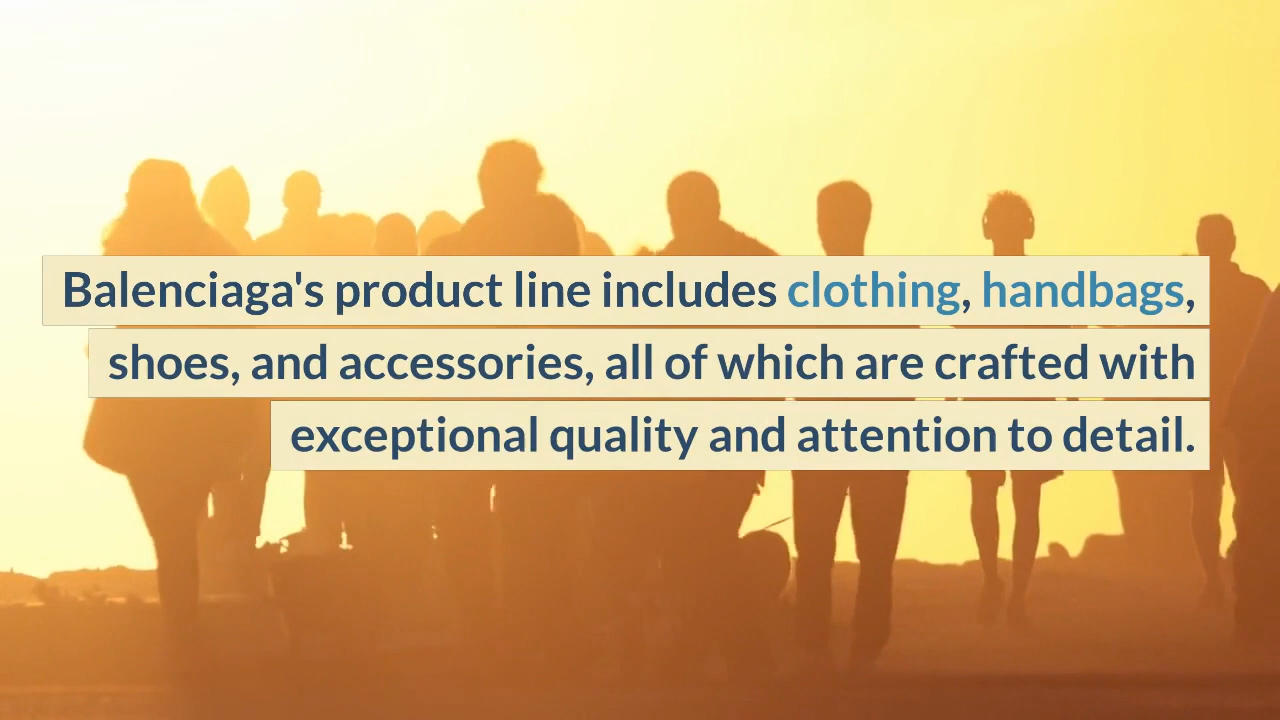 Balenciaga's product line includes clothing, handbags,
shoes, and accessories, all of which are crafted with
exceptional quality and attention to detail.